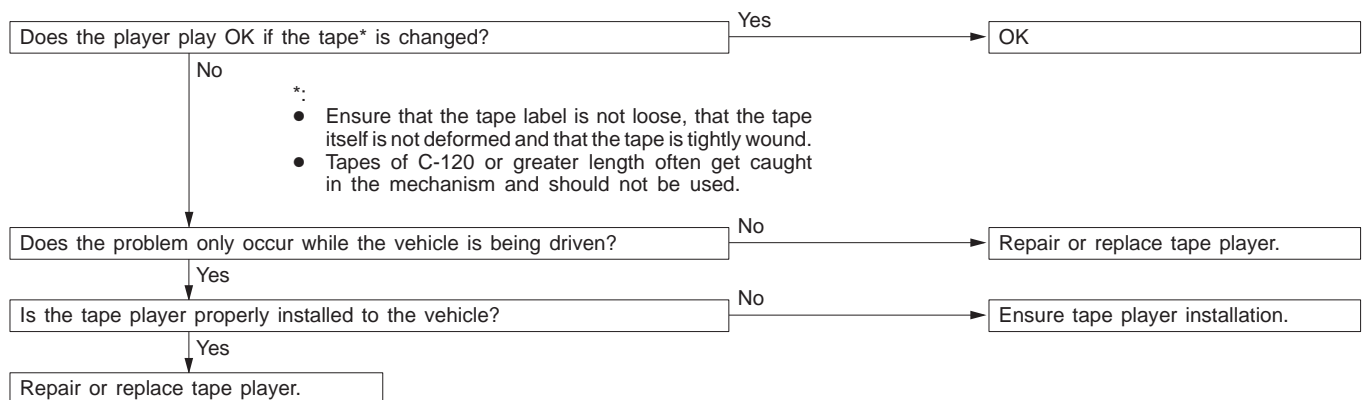 Yes
Does the player play OK if the tape* is changed?
OK
No
*:
● Ensure that the tape label is not loose, that the tape
itself is not deformed and that the tape is tightly wound.
● Tapes of C-120 or greater length often get caught
in the mechanism and should not be used.
No
Does the problem only occur while the vehicle is being driven?
Repair or replace tape player.
Yes
No
Is the tape player properly installed to the vehicle?
Ensure tape player installation.
Yes
Repair or replace tape player.